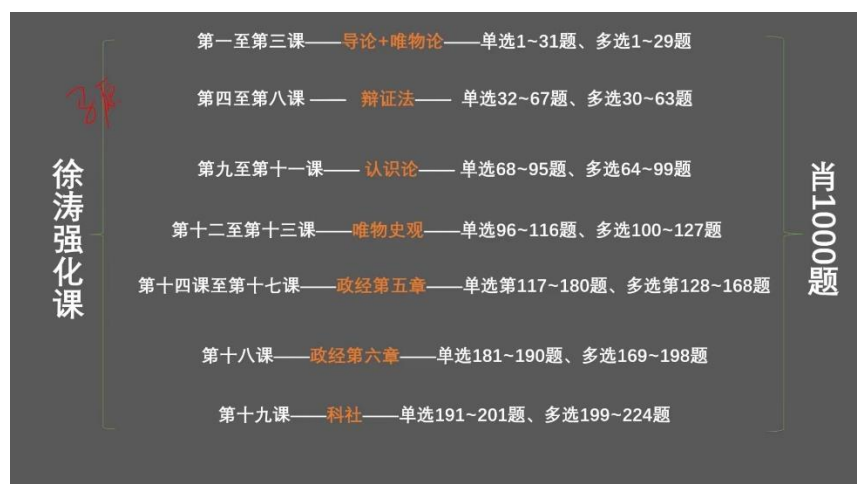 第一至第三课——导论+唯物论——单选1~31题、多选1~29题
第四至第八课 —— 辩证法—— 单选32~67题、多选30~63题
第九至第十一课—— 认识论—— 单选68~95题、多选64~99题
第十二至第十三课——唯物史观——单选96~116题、多选100~127题
第十四课至第十七课——政经第五章——单选第117~180题、多选第128~168题
第十八课——政经第六章——单选181~190题、多选169~198题
第十九课——科社——单选191~201题、多选199~224题
徐涛强化课
肖1000题